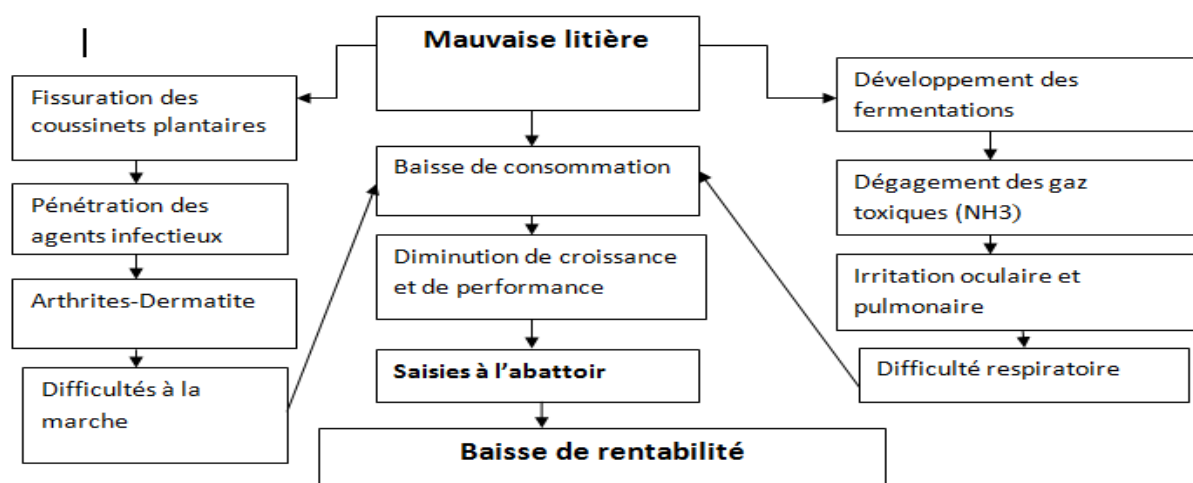 Mauvaise litière
Fissuration des
coussinets plantaires
Pénétration des
agents infectieux
Arthrites-Dermatite
Difficultés à la
marche
Baisse de consommation
Diminution de croissance
et de performance
Saisies à l'abattoir
Baisse de rentabilité
Développement des
fermentations
Dégagement des gaz
toxiques (NH3)
Irritation oculaire et
pulmonaire
Difficulté respiratoire